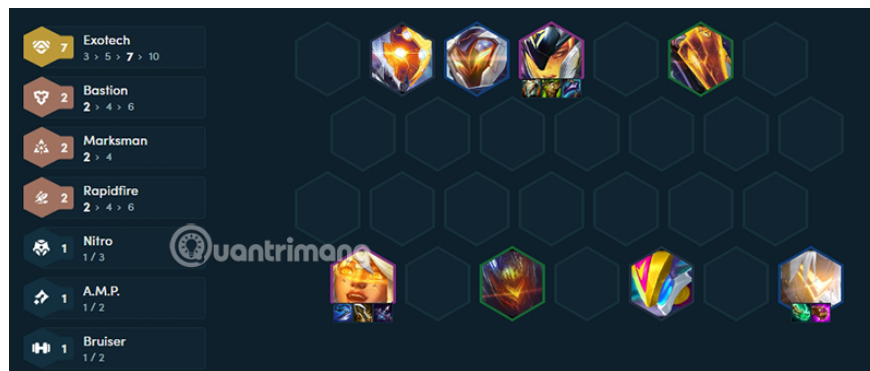 7
Exotech
3 > 5 > 7 > 10
2
Bastion
2 > 4 > 6
2
Marksman
2 > 4
2
Rapidfire
2 > 4 > 6
1
Nitro
1 / 3
Quantrimang
1
A.M.P.
1 / 2
1
Bruiser
1 / 2